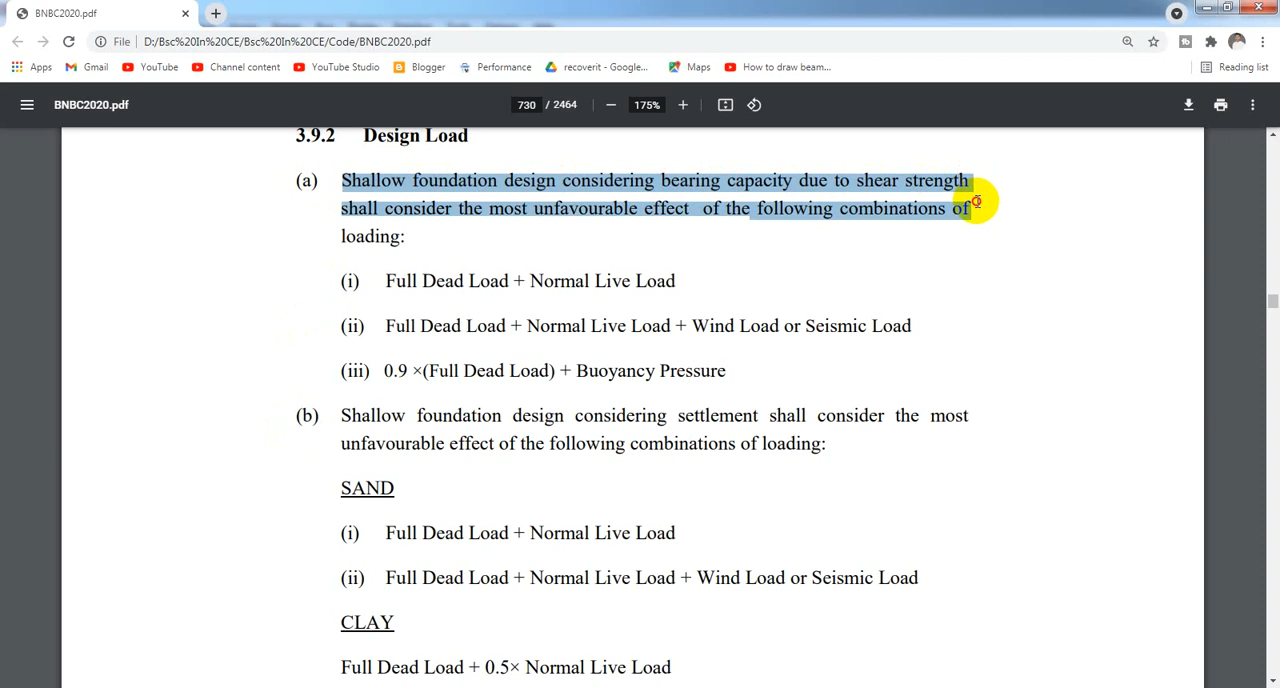 BNBC2020.pdf
File D:/Bsc%20In%20CE/Bsc%20In%20CE/Code/BNBC2020.pdf
Apps Gmail YouTube Channel content YouTube Studio Blogger Performance recoverit - Google... Maps How to draw beam... Reading list
BNBC2020.pdf 730 / 2464 — 175% +
3.9.2 Design Load
(a) Shallow foundation design considering bearing capacity due to shear strength
shall consider the most unfavourable effect of the following combinations of
loading:
(i) Full Dead Load + Normal Live Load
(ii) Full Dead Load + Normal Live Load + Wind Load or Seismic Load
(iii) 0.9 ×(Full Dead Load) + Buoyancy Pressure
(b) Shallow foundation design considering settlement shall consider the most
unfavourable effect of the following combinations of loading:
SAND
(i) Full Dead Load + Normal Live Load
(ii) Full Dead Load + Normal Live Load + Wind Load or Seismic Load
CLAY
Full Dead Load + 0.5× Normal Live Load